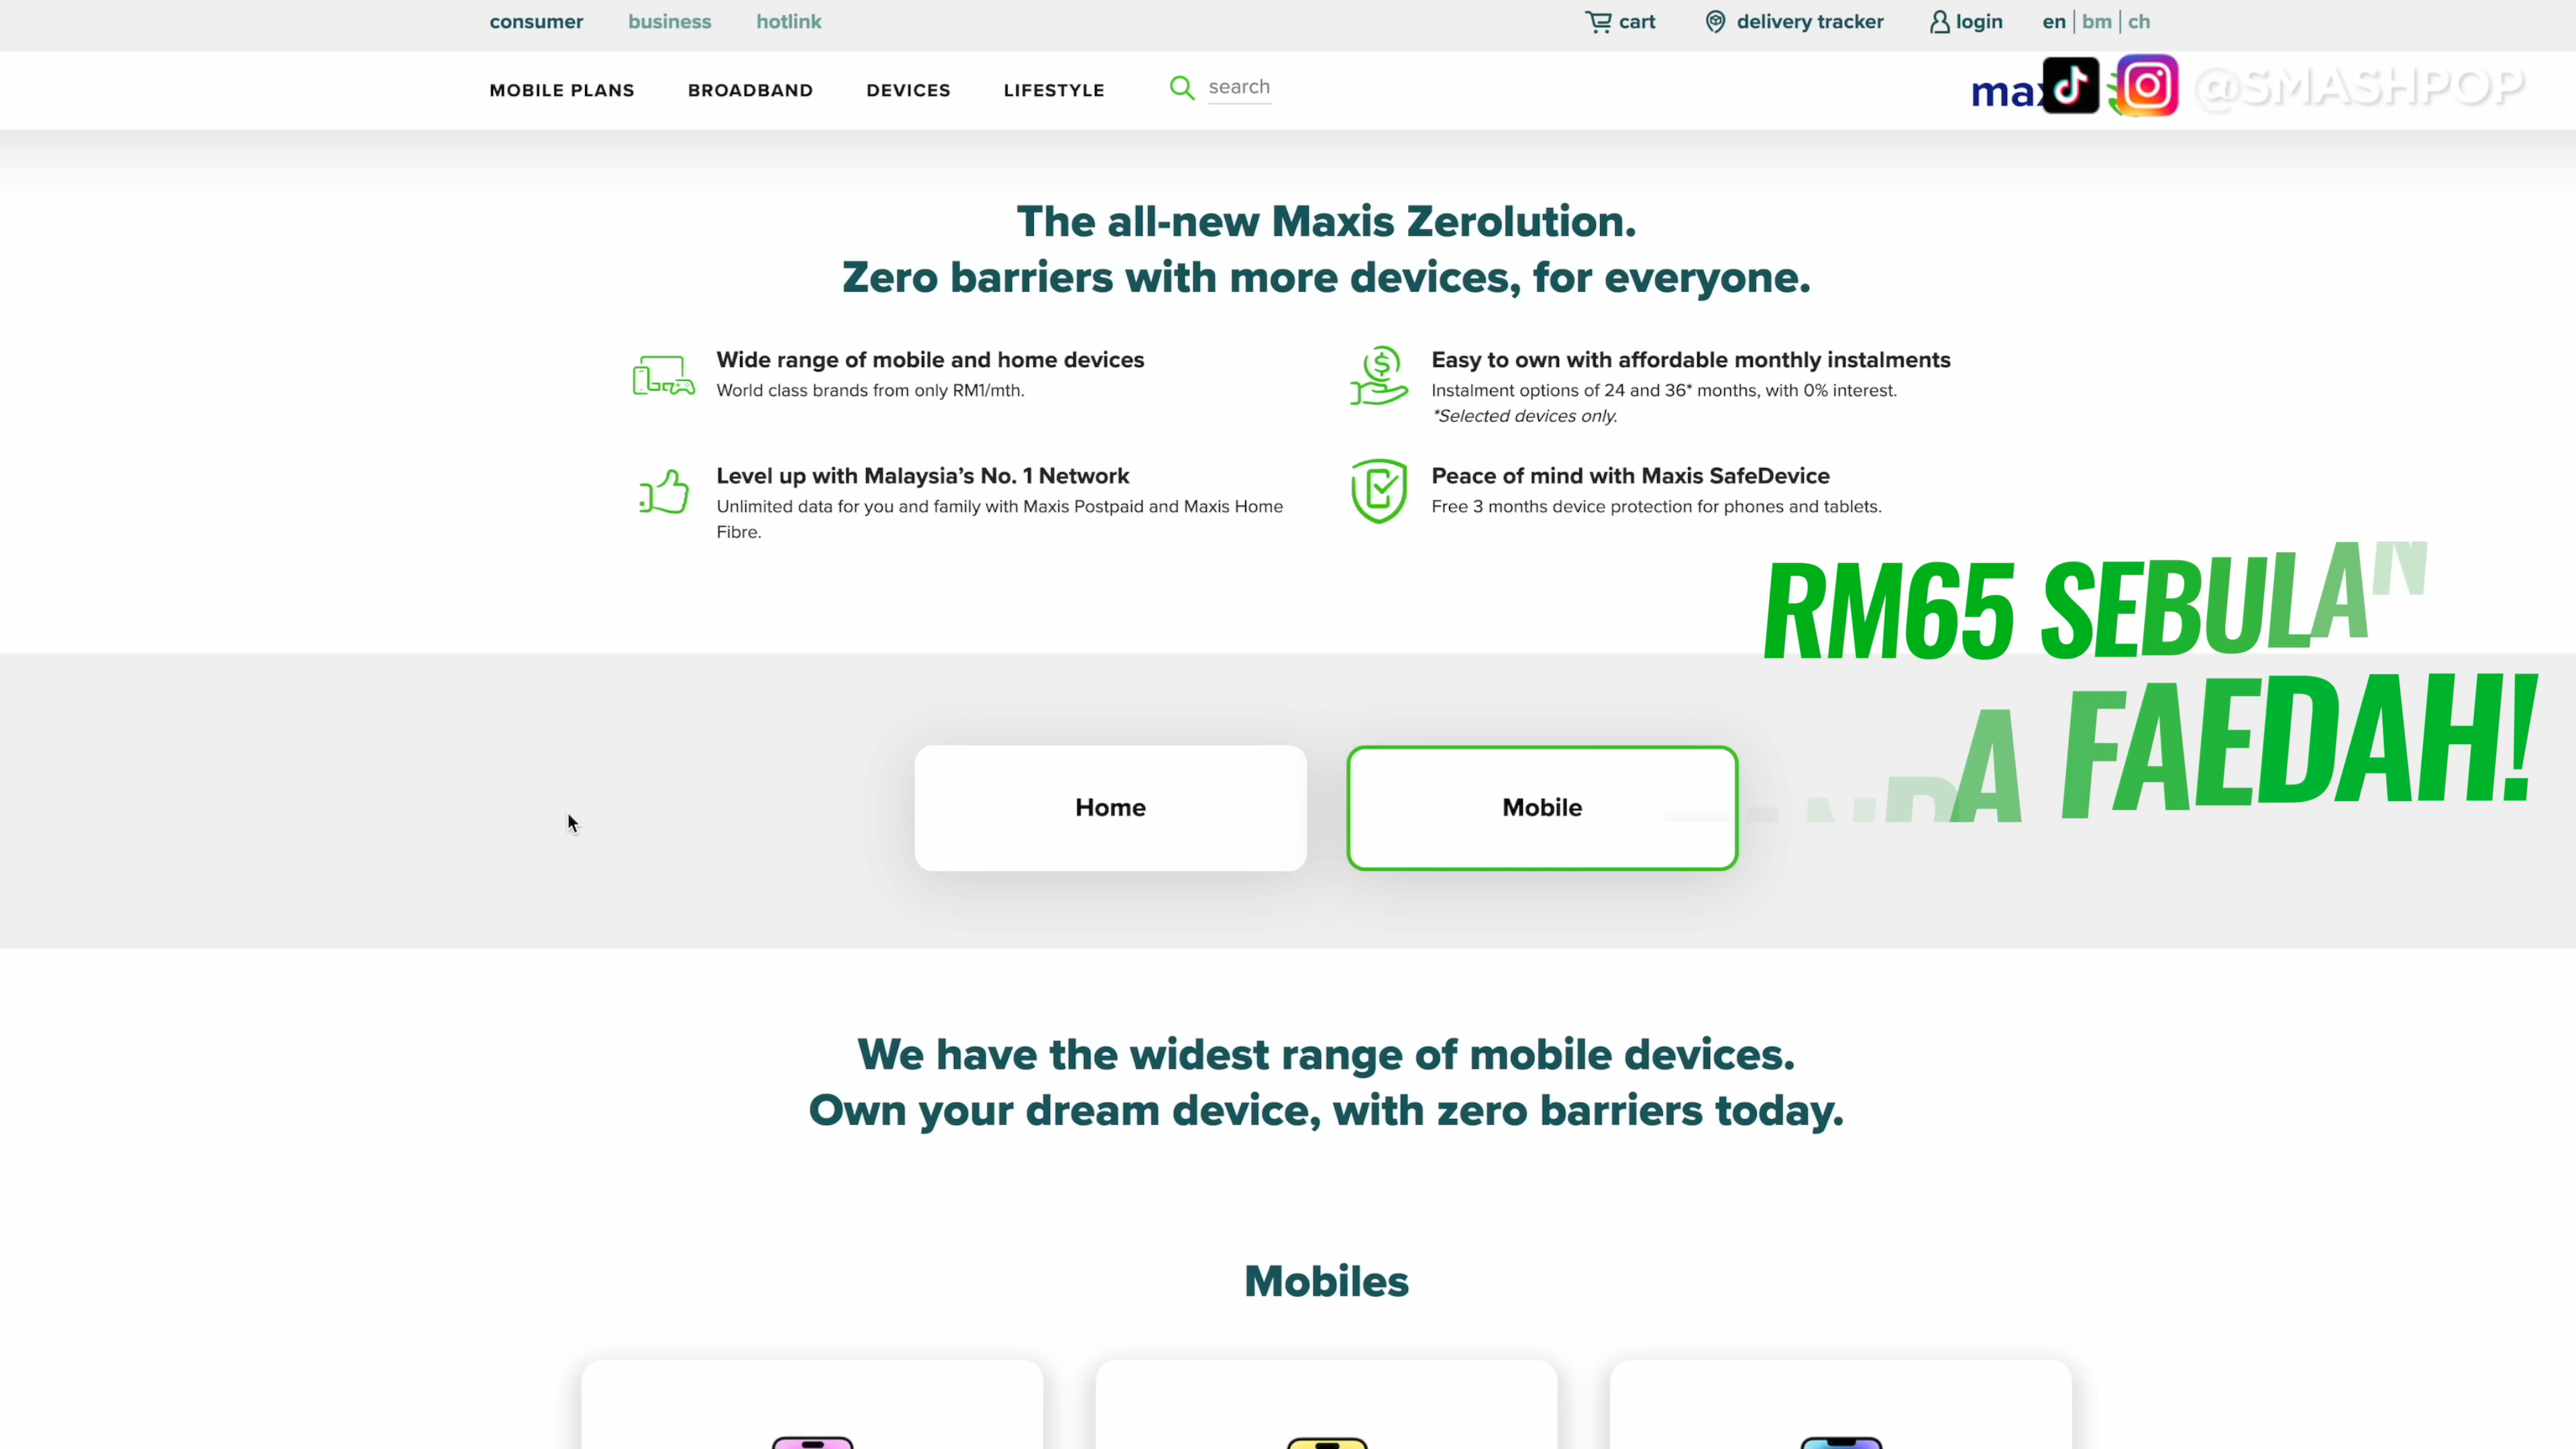 consumer business hotlink cart delivery tracker login en | bm | ch
MOBILE PLANS BROADBAND DEVICES LIFESTYLE search @SMASHPOP
The all-new Maxis Zerolution.
Zero barriers with more devices, for everyone.
Wide range of mobile and home devices
World class brands from only RM1/mth.
Easy to own with affordable monthly instalments
Instalment options of 24 and 36* months, with 0% interest.
*Selected devices only.
Level up with Malaysia's No. 1 Network
Unlimited data for you and family with Maxis Postpaid and Maxis Home
Fibre.
Peace of mind with Maxis SafeDevice
Free 3 months device protection for phones and tablets.
RM65 SEBULAN
FAEDAH!
Home
Mobile
We have the widest range of mobile devices.
Own your dream device, with zero barriers today.
Mobiles